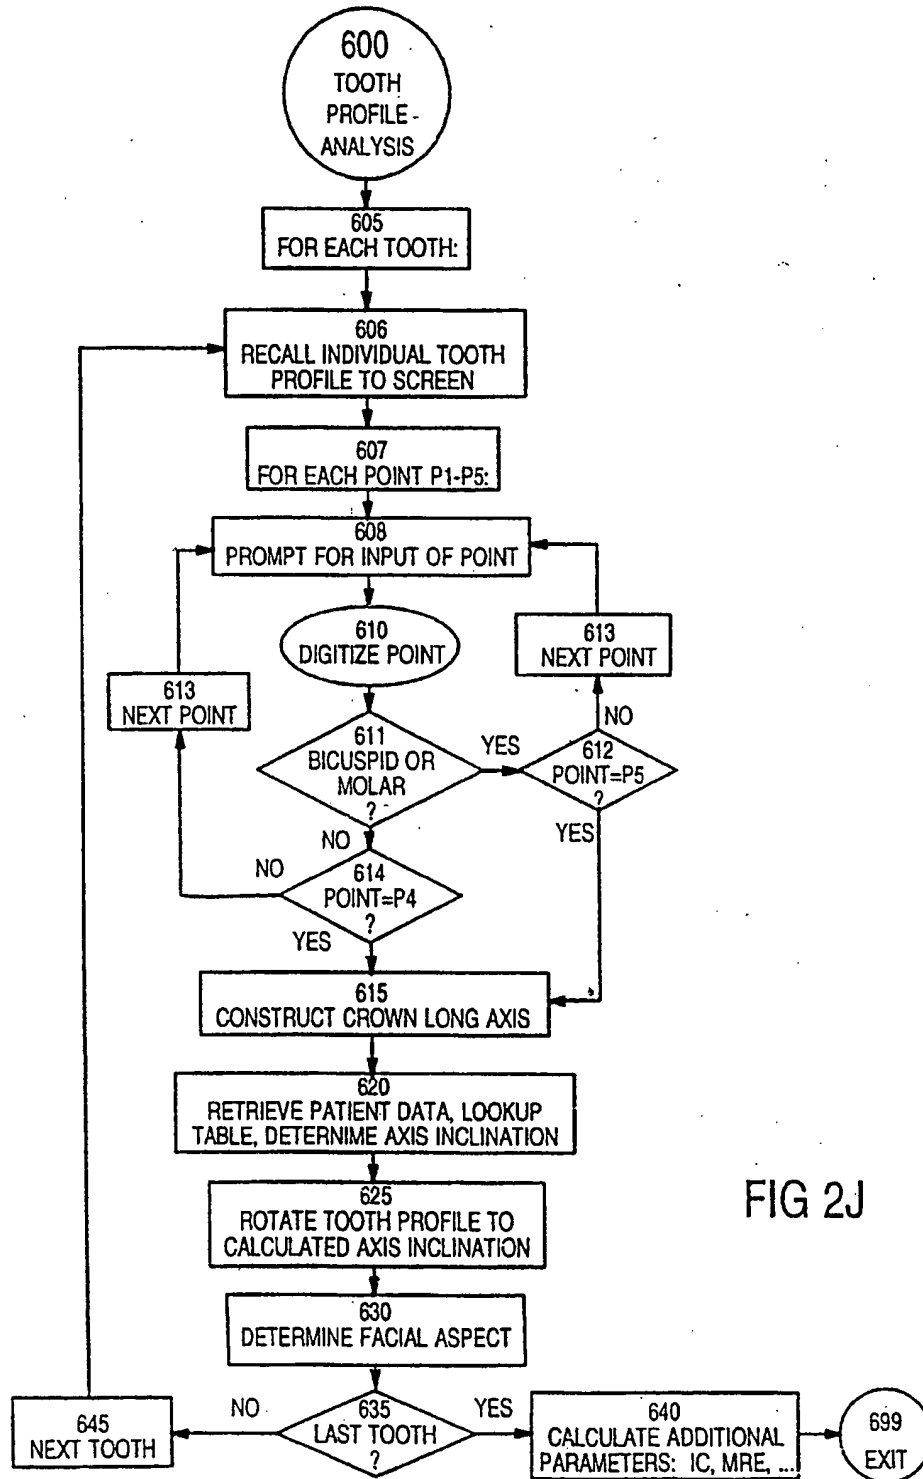 600
TOOTH
PROFILE-
ANALYSIS
605
FOR EACH TOOTH:
606
RECALL INDIVIDUAL TOOTH
PROFILE TO SCREEN
607
FOR EACH POINT P1-P5:
608
PROMPT FOR INPUT OF POINT
610
DIGITIZE POINT
613
NEXT POINT
613
NEXT POINT
611
BICUSPID OR
MOLAR
?
YES
NO
612
POINT=P5
?
NO
YES
614
POINT=P4
?
NO
YES
615
CONSTRUCT CROWN LONG AXIS
620
RETRIEVE PATIENT DATA, LOOKUP
TABLE, DETERNIME AXIS INCLINATION
625
ROTATE TOOTH PROFILE TO
CALCULATED AXIS INCLINATION
FIG 2J
630
DETERMINE FACIAL ASPECT
635
LAST TOOTH
?
NO
YES
645
NEXT TOOTH
640
CALCULATE ADDITIONAL
PARAMETERS: IC, MRE, ...
699
EXIT